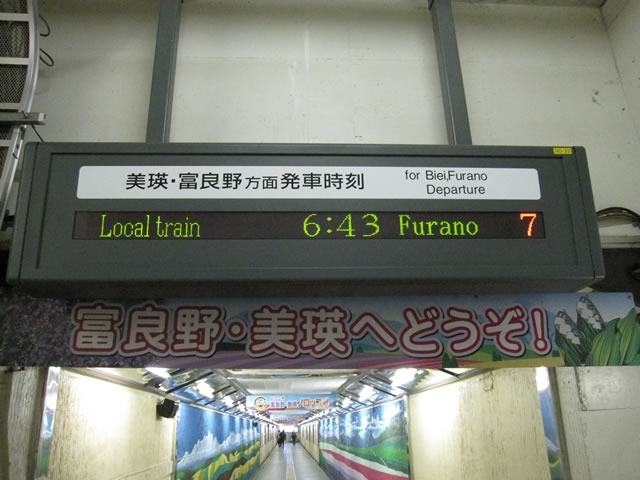 美瑛・富良野方面発車時刻 for Biei,Furano
Departure
Local train 6:43 Furano 7
富良野・美瑛へどうぞ!